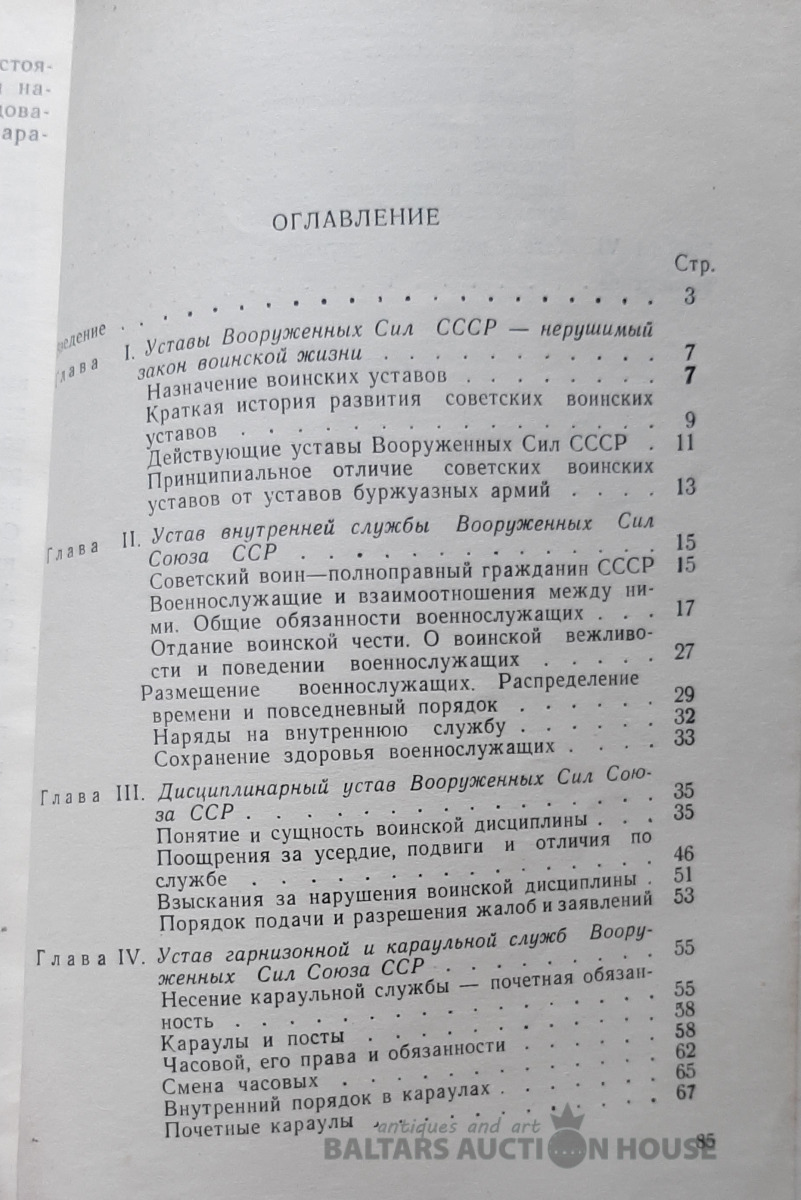 стоя-
на-
дова-
ара-
ОГЛАВЛЕНИЕ
Стр.
ведение . . . . . . . . . . . . . . . . . . . 3
Глава I. Уставы Вооруженных Сил СССР — нерушимый
закон воинской жизни . . . . . . . . . . . 7
Назначение воинских уставов . . . . . . . . 7
Краткая история развития советских воинских
уставов . . . . . . . . . . . . . . . . 9
Действующие уставы Вооруженных Сил СССР . 11
Принципиальное отличие советских воинских
уставов от уставов буржуазных армий . . . . 13
Глава II. Устав внутренней службы Вооруженных Сил
Союза ССР . . . . . . . . . . . . . . 15
Советский воин—полноправный гражданин СССР 15
Военнослужащие и взаимоотношения между ни-
ми. Общие обязанности военнослужащих . . . 17
Отдание воинской чести. О воинской вежливо-
сти и поведении военнослужащих . . . . . 27
Размещение военнослужащих. Распределение
времени и повседневный порядок . . . . . . 29
Наряды на внутреннюю службу . . . . . . 32
Сохранение здоровья военнослужащих . . . . 33
Глава III. Дисциплинарный устав Вооруженных Сил Сою-
за ССР . . . . . . . . . . . . . . . 35
Понятие и сущность воинской дисциплины . . . 35
Поощрения за усердие, подвиги и отличия по
службе . . . . . . . . . . . . . . . 46
Взыскания за нарушения воинской дисциплины . 51
Порядок подачи и разрешения жалоб и заявлений 53
Глава IV. Устав гарнизонной и караульной служб Воору-
женных Сил Союза ССР . . . . . . . . 55
Несение караульной службы — почетная обязан-
ность . . . . . . . . . . . . . . . . 55
Караулы и посты . . . . . . . . . . . 58
Часовой, его права и обязанности . . . . . 58
Смена часовых . . . . . . . . . . . . 62
Внутренний порядок в караулах . . . . . . 65
Почетные караулы . . . . . . . . . . . 67
85
antiques and art
BALTARS AUCTION HOUSE